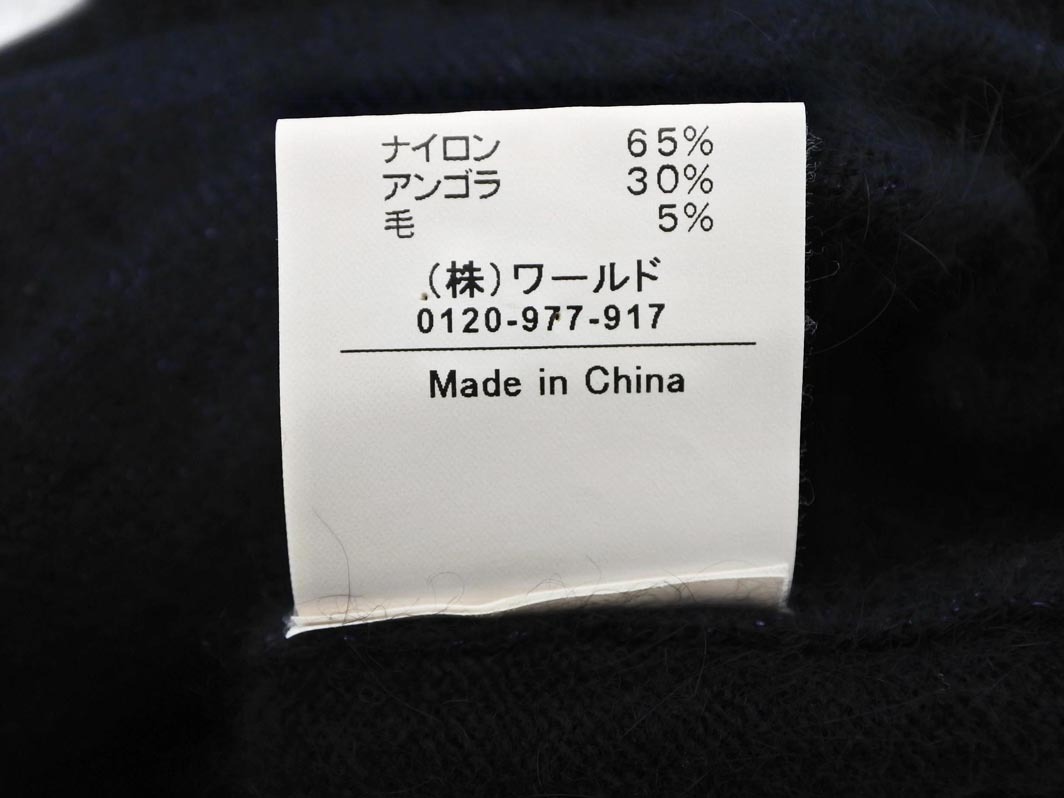 ナイロン 65%
アンゴラ 30%
毛 5%
(株)ワールド
0120-977-917
Made in China